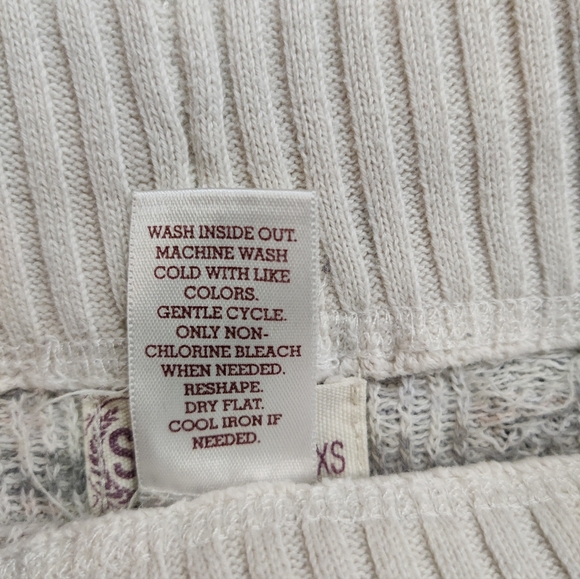 WASH INSIDE OUT.
MACHINE WASH
COLD WITH LIKE
COLORS.
GENTLE CYCLE.
ONLY NON-
CHLORINE BLEACH
WHEN NEEDED.
RESHAPE.
DRY FLAT.
COOL IRON IF
NEEDED.
XS